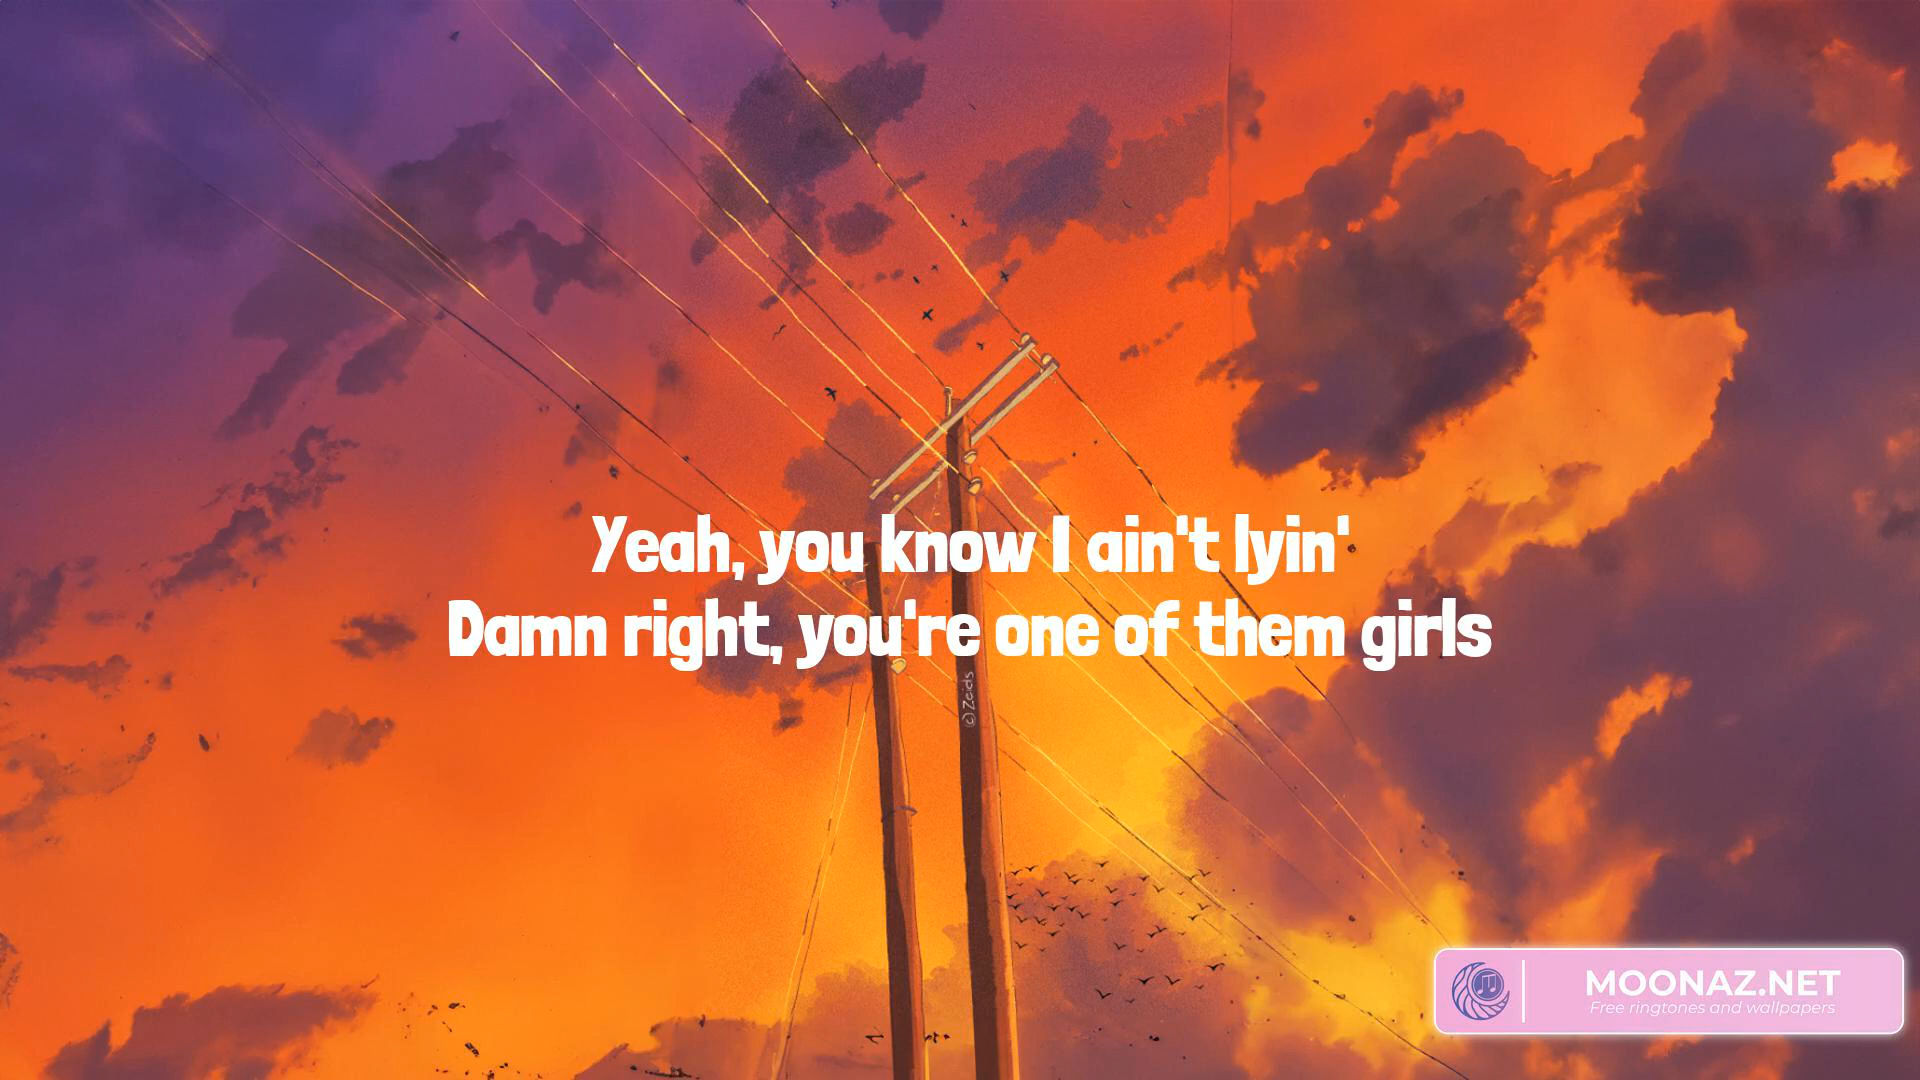 Yeah, you know I ain't lyin'
Damn right, you're one of them girls
(c) Zeids
MOONAZ.NET
Free ringtones and wallpapers